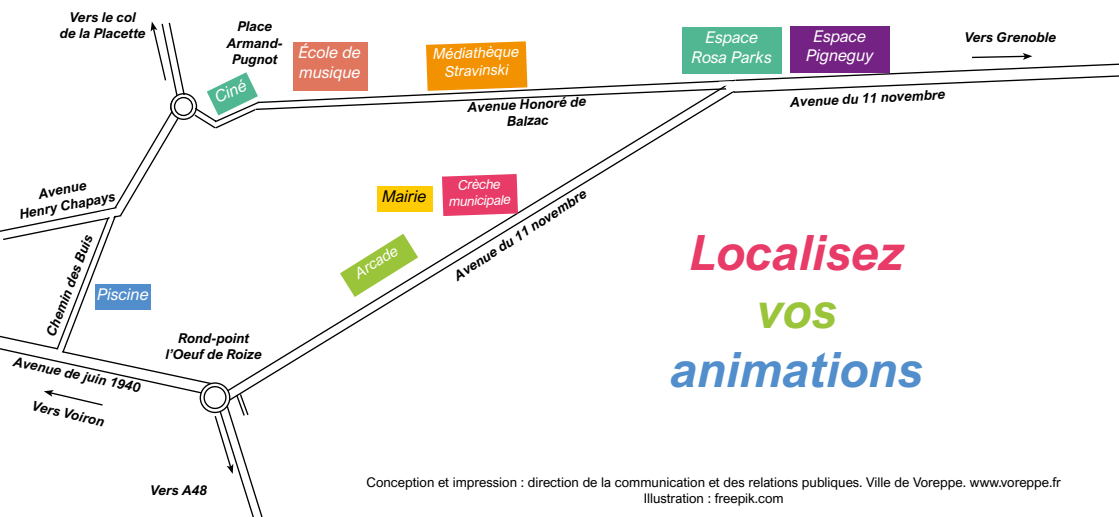 Vers le col
de la Placette
Place
Armand-
Pugnot
École de
musique
Médiathèque
Stravinski
Espace
Rosa Parks
Espace
Pigneguy
Vers Grenoble
Ciné
Avenue Honoré de
Balzac
Avenue du 11 novembre
Avenue
Henry Chapays
Mairie
Crèche
municipale
Avenue du 11 novembre
Arcade
Chemin des Buis
Piscine
Localisez
vos
animations
Rond-point
l'Oeuf de Roize
Avenue de juin 1940
Vers Voiron
Vers A48
Conception et impression : direction de la communication et des relations publiques. Ville de Voreppe. www.voreppe.fr
Illustration : freepik.com